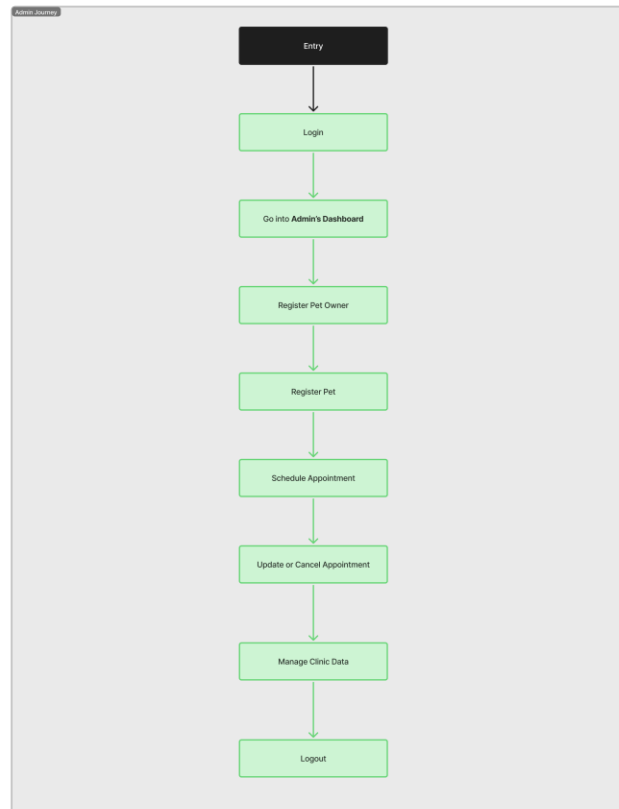 Admin Journey
Entry
Login
Go into Admin's Dashboard
Register Pet Owner
Register Pet
Schedule Appointment
Update or Cancel Appointment
Manage Clinic Data
Logout